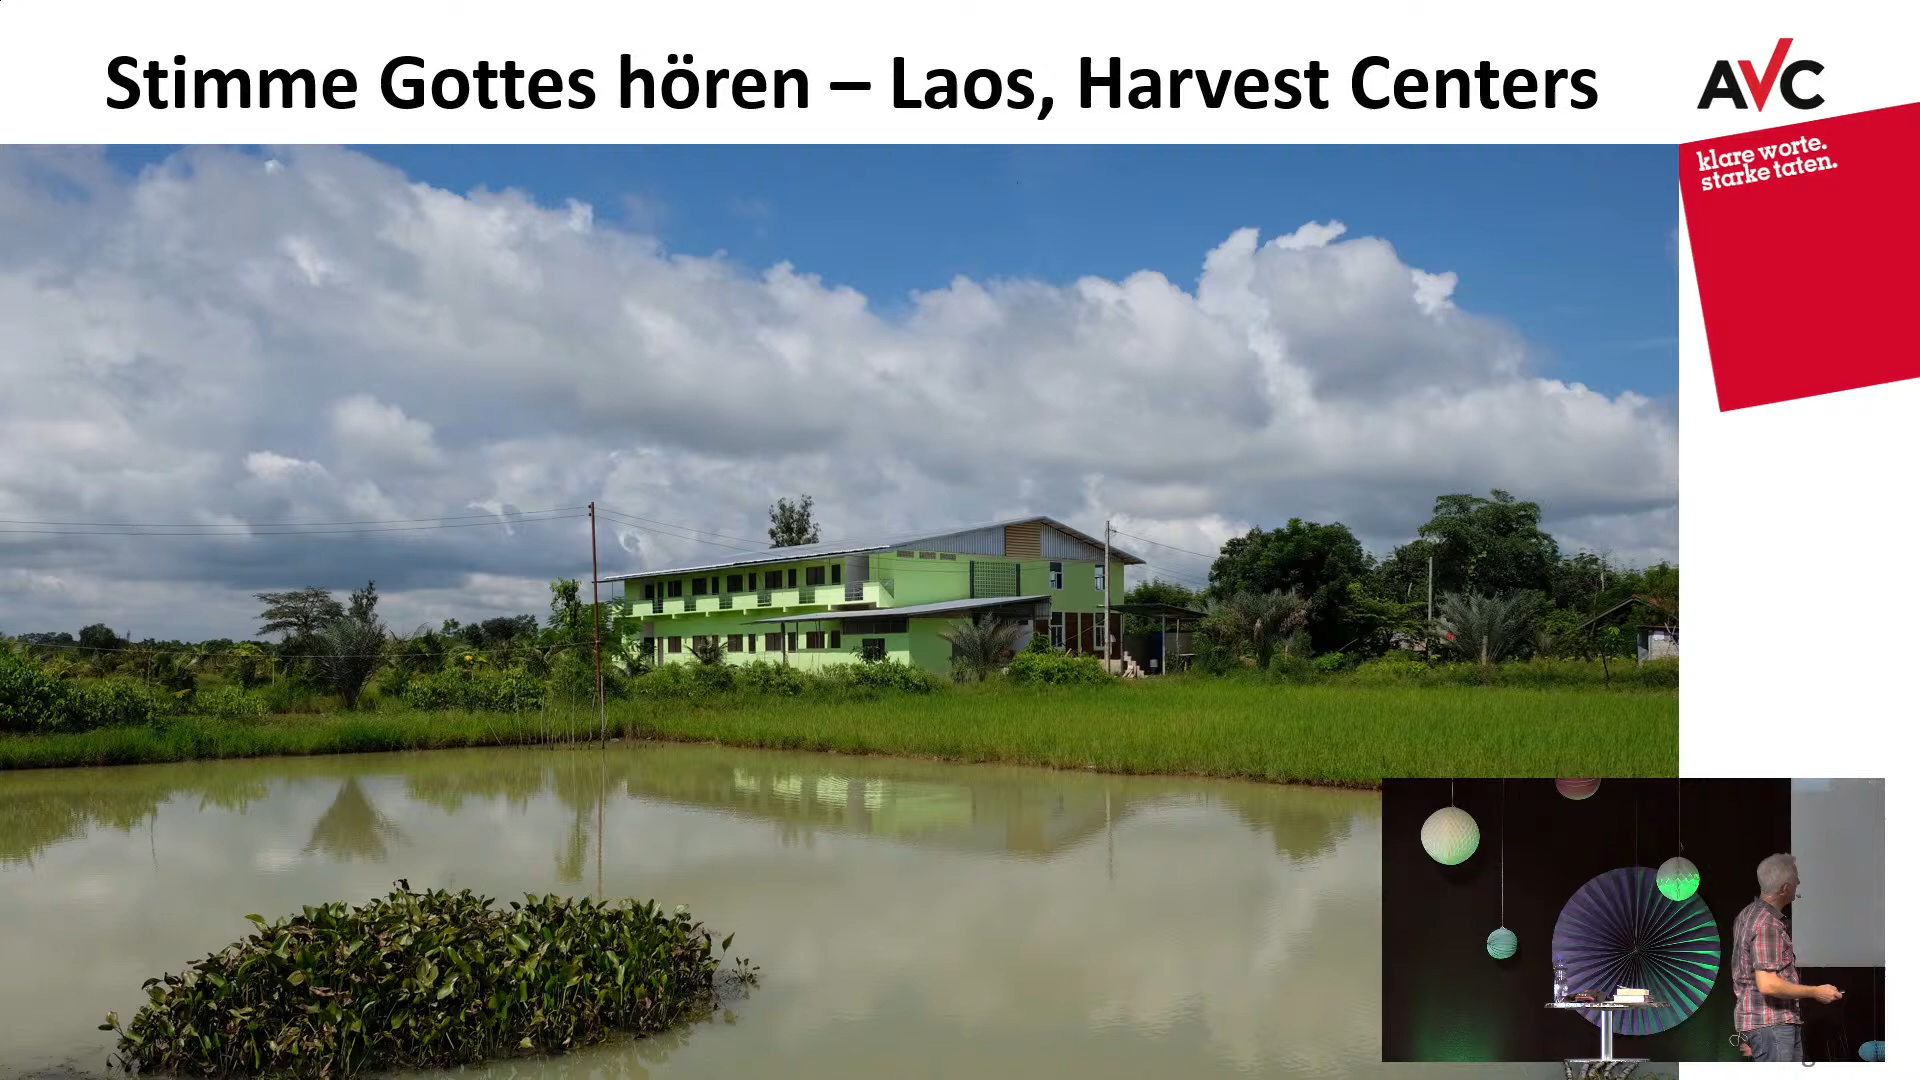 Stimme Gottes hören – Laos, Harvest Centers
AVC
klare worte.
starke taten.